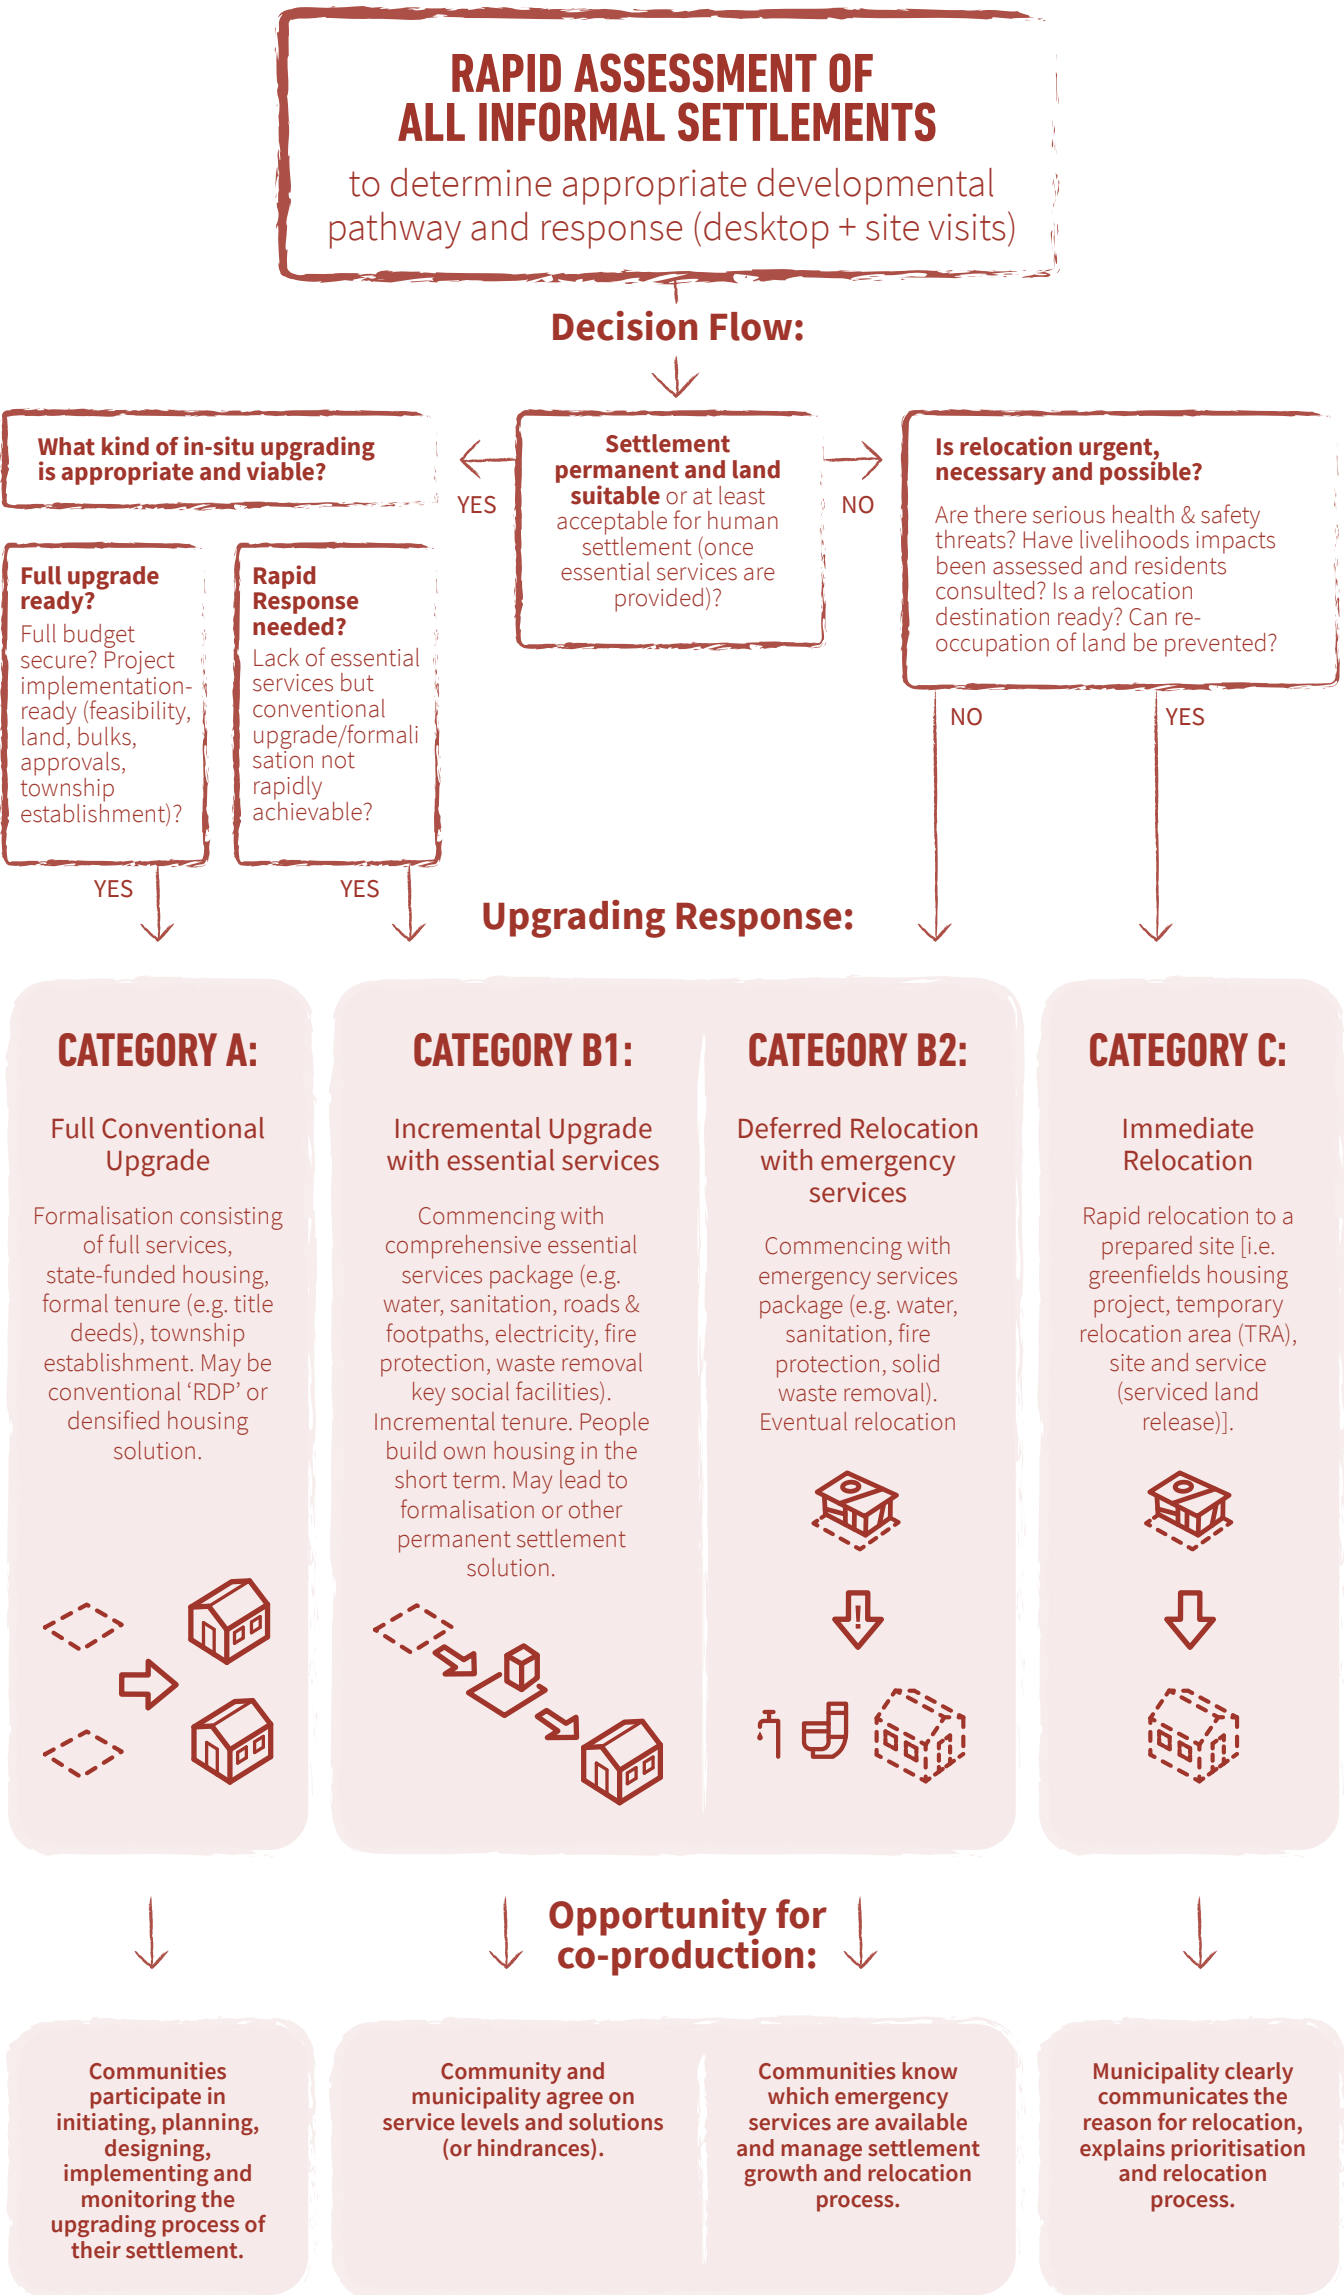 RAPID ASSESSMENT OF
ALL INFORMAL SETTLEMENTS
to determine appropriate developmental
pathway and response (desktop + site visits)
Decision Flow:
What kind of in-situ upgrading
is appropriate and viable?
YES
Settlement
permanent and land
suitable or at least
acceptable for human
settlement (once
essential services are
provided)?
NO
Is relocation urgent,
necessary and possible?
Are there serious health & safety
threats? Have livelihoods impacts
been assessed and residents
consulted? Is a relocation
destination ready? Can re-
occupation of land be prevented?
Full upgrade
ready?
Full budget
secure? Project
implementation-
ready (feasibility,
land, bulks,
approvals,
township
establishment)?
Rapid
Response
needed?
Lack of essential
services but
conventional
upgrade/formali
sation not
rapidly
achievable?
NO
YES
YES
YES
Upgrading Response:
CATEGORY A:
Full Conventional
Upgrade
Formalisation consisting
of full services,
state-funded housing,
formal tenure (e.g. title
deeds), township
establishment. May be
conventional ‘RDP’ or
densified housing
solution.
CATEGORY B1:
Incremental Upgrade
with essential services
Commencing with
comprehensive essential
services package (e.g.
water, sanitation, roads &
footpaths, electricity, fire
protection, waste removal
key social facilities).
Incremental tenure. People
build own housing in the
short term. May lead to
formalisation or other
permanent settlement
solution.
CATEGORY B2:
Deferred Relocation
with emergency
services
Commencing with
emergency services
package (e.g. water,
sanitation, fire
protection, solid
waste removal).
Eventual relocation
!
CATEGORY C:
Immediate
Relocation
Rapid relocation to a
prepared site [i.e.
greenfields housing
project, temporary
relocation area (TRA),
site and service
(serviced land
release)].
Opportunity for
co-production:
Communities
participate in
initiating, planning,
designing,
implementing and
monitoring the
upgrading process of
their settlement.
Community and
municipality agree on
service levels and solutions
(or hindrances).
Communities know
which emergency
services are available
and manage settlement
growth and relocation
process.
Municipality clearly
communicates the
reason for relocation,
explains prioritisation
and relocation
process.